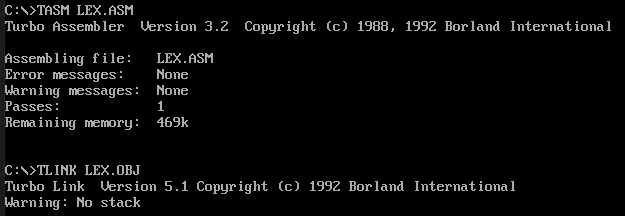 C:\>TASM LEX.ASM
Turbo Assembler  Version 3.2  Copyright (c) 1988, 1992 Borland International
Assembling file:   LEX.ASM
Error messages:    None
Warning messages:  None
Passes:            1
Remaining memory:  469k
C:\>TLINK LEX.OBJ
Turbo Link  Version 5.1 Copyright (c) 1992 Borland International
Warning: No stack